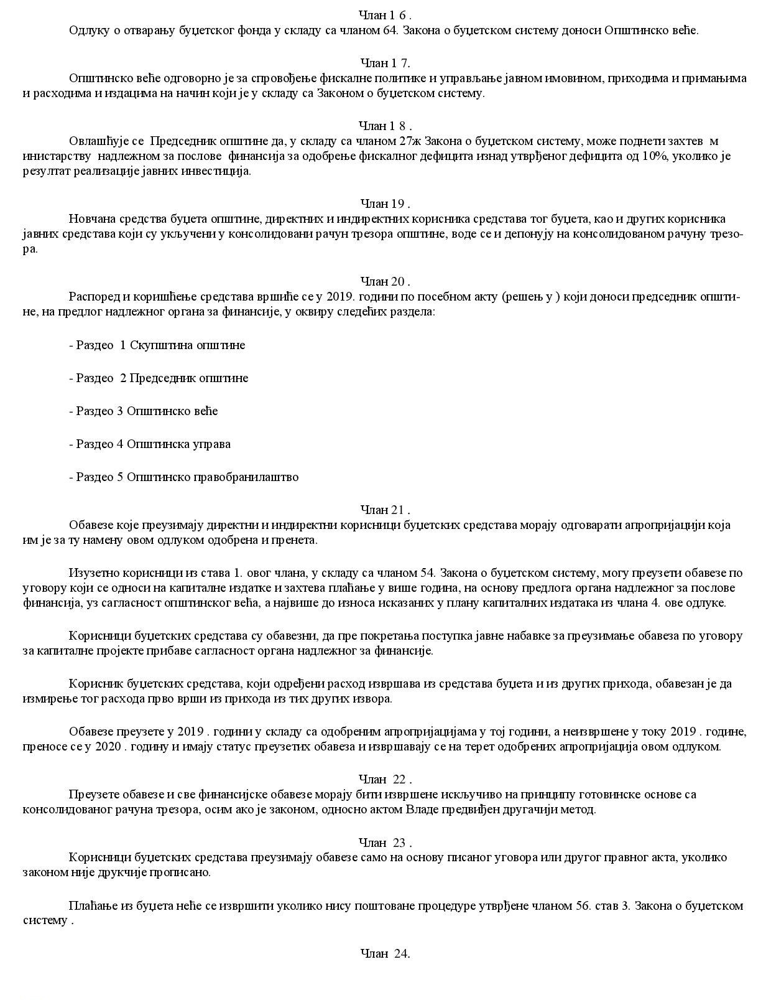 Члан 1 6 .
Одлуку о отварању буџетског фонда у складу са чланом 64. Закона о буџетском систему доноси Општинско веће.
Члан 1 7.
Општинско веће одговорно је за спровођење фискалне политике и управљање јавном имовином, приходима и примањима
и расходима и издацима на начин који је у складу са Законом о буџетском систему.
Члан 1 8 .
Овлашћује се Председник општине да, у складу са чланом 27ж Закона о буџетском систему, може поднети захтев м
инистарству надлежном за послове финансија за одобрење фискалног дефицита изнад утврђеног дефицита од 10%, уколико је
резултат реализације јавних инвестиција.
Члан 19 .
Новчана средства буџета општине, директних и индиректних корисника средстава тог буџета, као и других корисника
јавних средстава који су укључени у консолидовани рачун трезора општине, воде се и депонују на консолидованом рачуну трезо-
ра.
Члан 20 .
Распоред и коришћење средстава вршиће се у 2019. години по посебном акту (решењ у ) који доноси председник општи-
не, на предлог надлежног органа за финансије, у оквиру следећих раздела:
- Раздео 1 Скупштина општине
- Раздео 2 Председник општине
- Раздео 3 Општинско веће
- Раздео 4 Општинска управа
- Раздео 5 Општинско правобранилаштво
Члан 21 .
Обавезе које преузимају директни и индиректни корисници буџетских средстава морају одговарати апропријацији која
им је за ту намену овом одлуком одобрена и пренета.
Изузетно корисници из става 1. овог члана, у складу са чланом 54. Закона о буџетском систему, могу преузети обавезе по
уговору који се односи на капиталне издатке и захтева плаћање у више година, на основу предлога органа надлежног за послове
финансија, уз сагласност општинског већа, а највише до износа исказаних у плану капиталних издатака из члана 4. ове одлуке.
Корисници буџетских средстава су обавезни, да пре покретања поступка јавне набавке за преузимање обавеза по уговору
за капиталне пројекте прибаве сагласност органа надлежног за финансије.
Корисник буџетских средстава, који одређени расход извршава из средстава буџета и из других прихода, обавезан је да
измирење тог расхода прво врши из прихода из тих других извора.
Обавезе преузете у 2019 . години у складу са одобреним апропријацијама у тој години, а неизвршене у току 2019 . године,
преносе се у 2020 . годину и имају статус преузетих обавеза и извршавају се на терет одобрених апропријација овом одлуком.
Члан 22 .
Преузете обавезе и све финансијске обавезе морају бити извршене искључиво на принципу готовинске основе са
консолидованог рачуна трезора, осим ако је законом, односно актом Владе предвиђен другачији метод.
Члан 23 .
Корисници буџетских средстава преузимају обавезе само на основу писаног уговора или другог правног акта, уколико
законом није друкчије прописано.
Плаћање из буџета неће се извршити уколико нису поштоване процедуре утврђене чланом 56. став 3. Закона о буџетском
систему .
Члан 24.